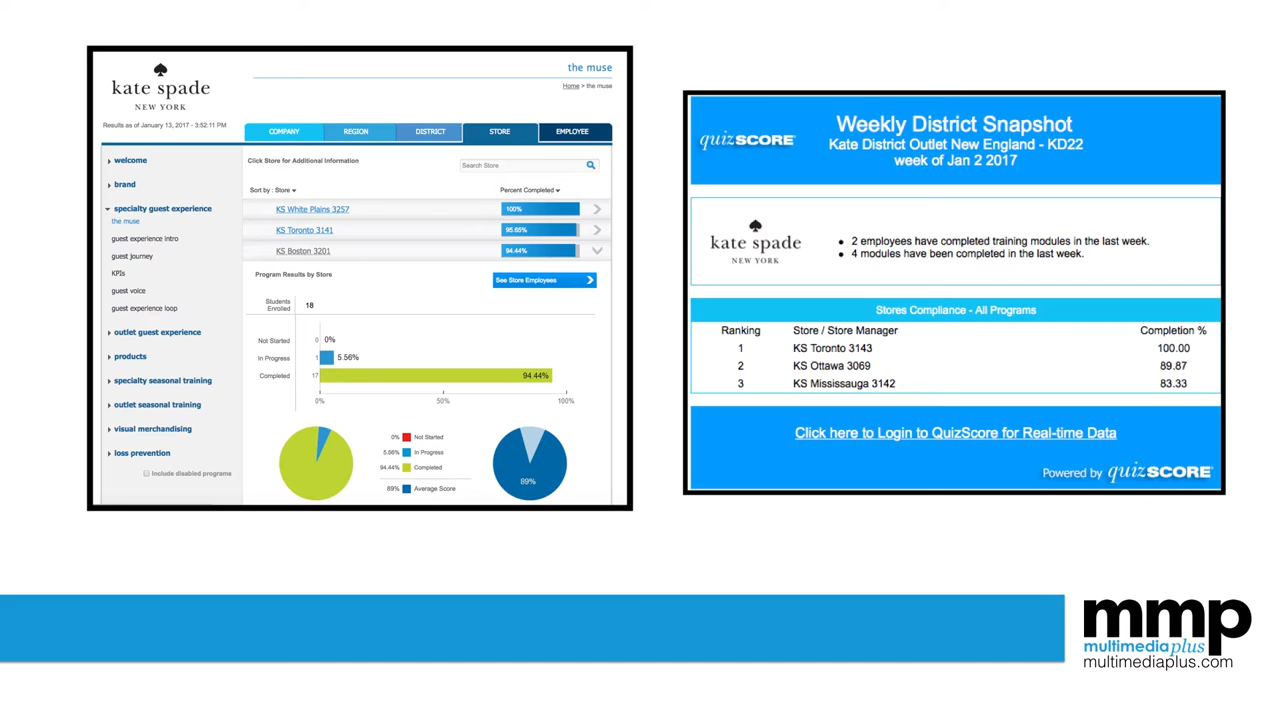 kate spade
NEW YORK
the muse
Home > the muse
Results as of January 13, 2017 - 3:52:11 PM
COMPANY
REGION
DISTRICT
STORE
EMPLOYEE
welcome
brand
specialty guest experience
the muse
guest experience intro
guest journey
KPIs
guest voice
guest experience loop
outlet guest experience
products
specialty seasonal training
outlet seasonal training
visual merchandising
loss prevention
Include disabled programs
Click Store for Additional Information
Search Store
Sort by : Store
Percent Completed
KS White Plains 3257
100%
KS Toronto 3141
95.65%
KS Boston 3201
94.44%
Program Results by Store
See Store Employees
Students
Enrolled
18
Not Started 0 0%
In Progress 1 5.56%
Completed 17 94.44%
0% 50% 100%
0% Not Started
5.56% In Progress
94.44% Completed
89% Average Score
89%
quizSCORE
Weekly District Snapshot
Kate District Outlet New England - KD22
week of Jan 2 2017
kate spade
NEW YORK
• 2 employees have completed training modules in the last week.
• 4 modules have been completed in the last week.
Stores Compliance - All Programs
Ranking Store / Store Manager Completion %
1 KS Toronto 3143 100.00
2 KS Ottawa 3069 89.87
3 KS Mississauga 3142 83.33
Click here to Login to QuizScore for Real-time Data
Powered by quizSCORE
mmp
multimediaplus
multimediaplus.com